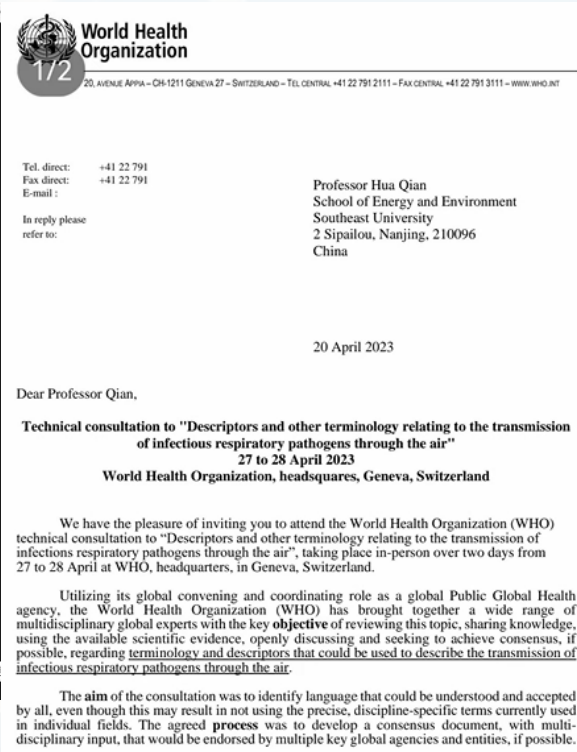 World Health
Organization
1/2
20, AVENUE APPIA – CH-1211 GENEVA 27 – SWITZERLAND – TEL CENTRAL +41 22 791 2111 – FAX CENTRAL +41 22 791 3111 – WWW.WHO.INT
Tel. direct: +41 22 791
Fax direct: +41 22 791
E-mail :
In reply please
refer to:
Professor Hua Qian
School of Energy and Environment
Southeast University
2 Sipailou, Nanjing, 210096
China
20 April 2023
Dear Professor Qian,
Technical consultation to "Descriptors and other terminology relating to the transmission
of infectious respiratory pathogens through the air"
27 to 28 April 2023
World Health Organization, headsquares, Geneva, Switzerland
We have the pleasure of inviting you to attend the World Health Organization (WHO)
technical consultation to “Descriptors and other terminology relating to the transmission of
infections respiratory pathogens through the air”, taking place in-person over two days from
27 to 28 April at WHO, headquarters, in Geneva, Switzerland.
Utilizing its global convening and coordinating role as a global Public Global Health
agency, the World Health Organization (WHO) has brought together a wide range of
multidisciplinary global experts with the key objective of reviewing this topic, sharing knowledge,
using the available scientific evidence, openly discussing and seeking to achieve consensus, if
possible, regarding terminology and descriptors that could be used to describe the transmission of
infectious respiratory pathogens through the air.
The aim of the consultation was to identify language that could be understood and accepted
by all, even though this may result in not using the precise, discipline-specific terms currently used
in individual fields. The agreed process was to develop a consensus document, with multi-
disciplinary input, that would be endorsed by multiple key global agencies and entities, if possible.